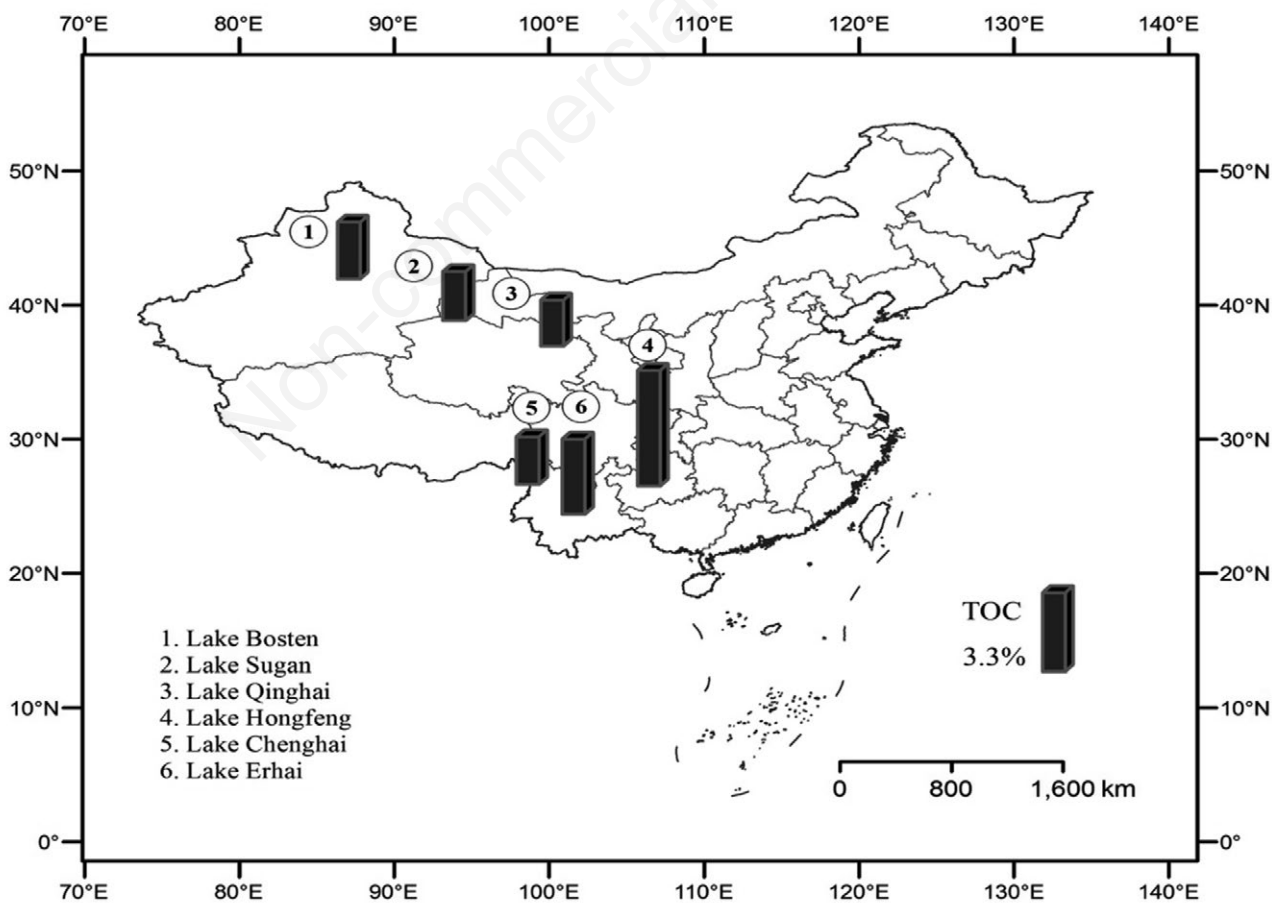 70°E 80°E 90°E 100°E 110°E 120°E 130°E 140°E
Non-commercial
50°N 50°N
40°N 40°N
30°N 30°N
20°N 20°N
10°N 10°N
0° 0°
1
2
3
4
5
6
TOC
3.3%
1. Lake Bosten
2. Lake Sugan
3. Lake Qinghai
4. Lake Hongfeng
5. Lake Chenghai
6. Lake Erhai
0 800 1,600 km
70°E 80°E 90°E 100°E 110°E 120°E 130°E 140°E